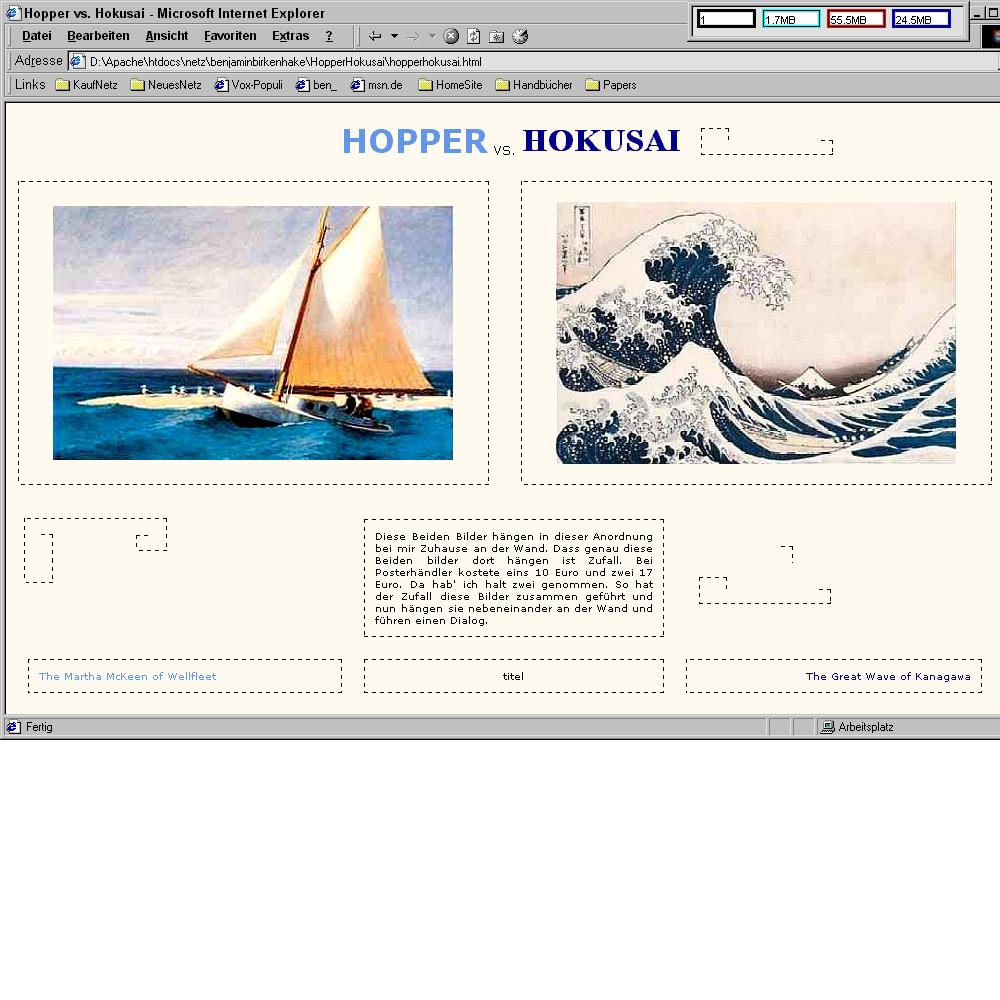 Hopper vs. Hokusai - Microsoft Internet Explorer
1 1.7MB 55.5MB 24.5MB
Datei Bearbeiten Ansicht Favoriten Extras ?
Adresse D:\Apache\htdocs\netz\benjaminbirkenhake\HopperHokusai\hopperhokusai.html
Links KaufNetz NeuesNetz Vox-Populi ben_ msn.de HomeSite Handbücher Papers
HOPPER vs. HOKUSAI
Diese Beiden Bilder hängen in dieser Anordnung
bei mir Zuhause an der Wand. Dass genau diese
Beiden bilder dort hängen ist Zufall. Bei
Posterhändler kostete eins 10 Euro und zwei 17
Euro. Da hab' ich halt zwei genommen. So hat
der Zufall diese Bilder zusammen geführt und
nun hängen sie nebeneinander an der Wand und
führen einen Dialog.
The Martha McKeen of Wellfleet
titel
The Great Wave of Kanagawa
Fertig
Arbeitsplatz